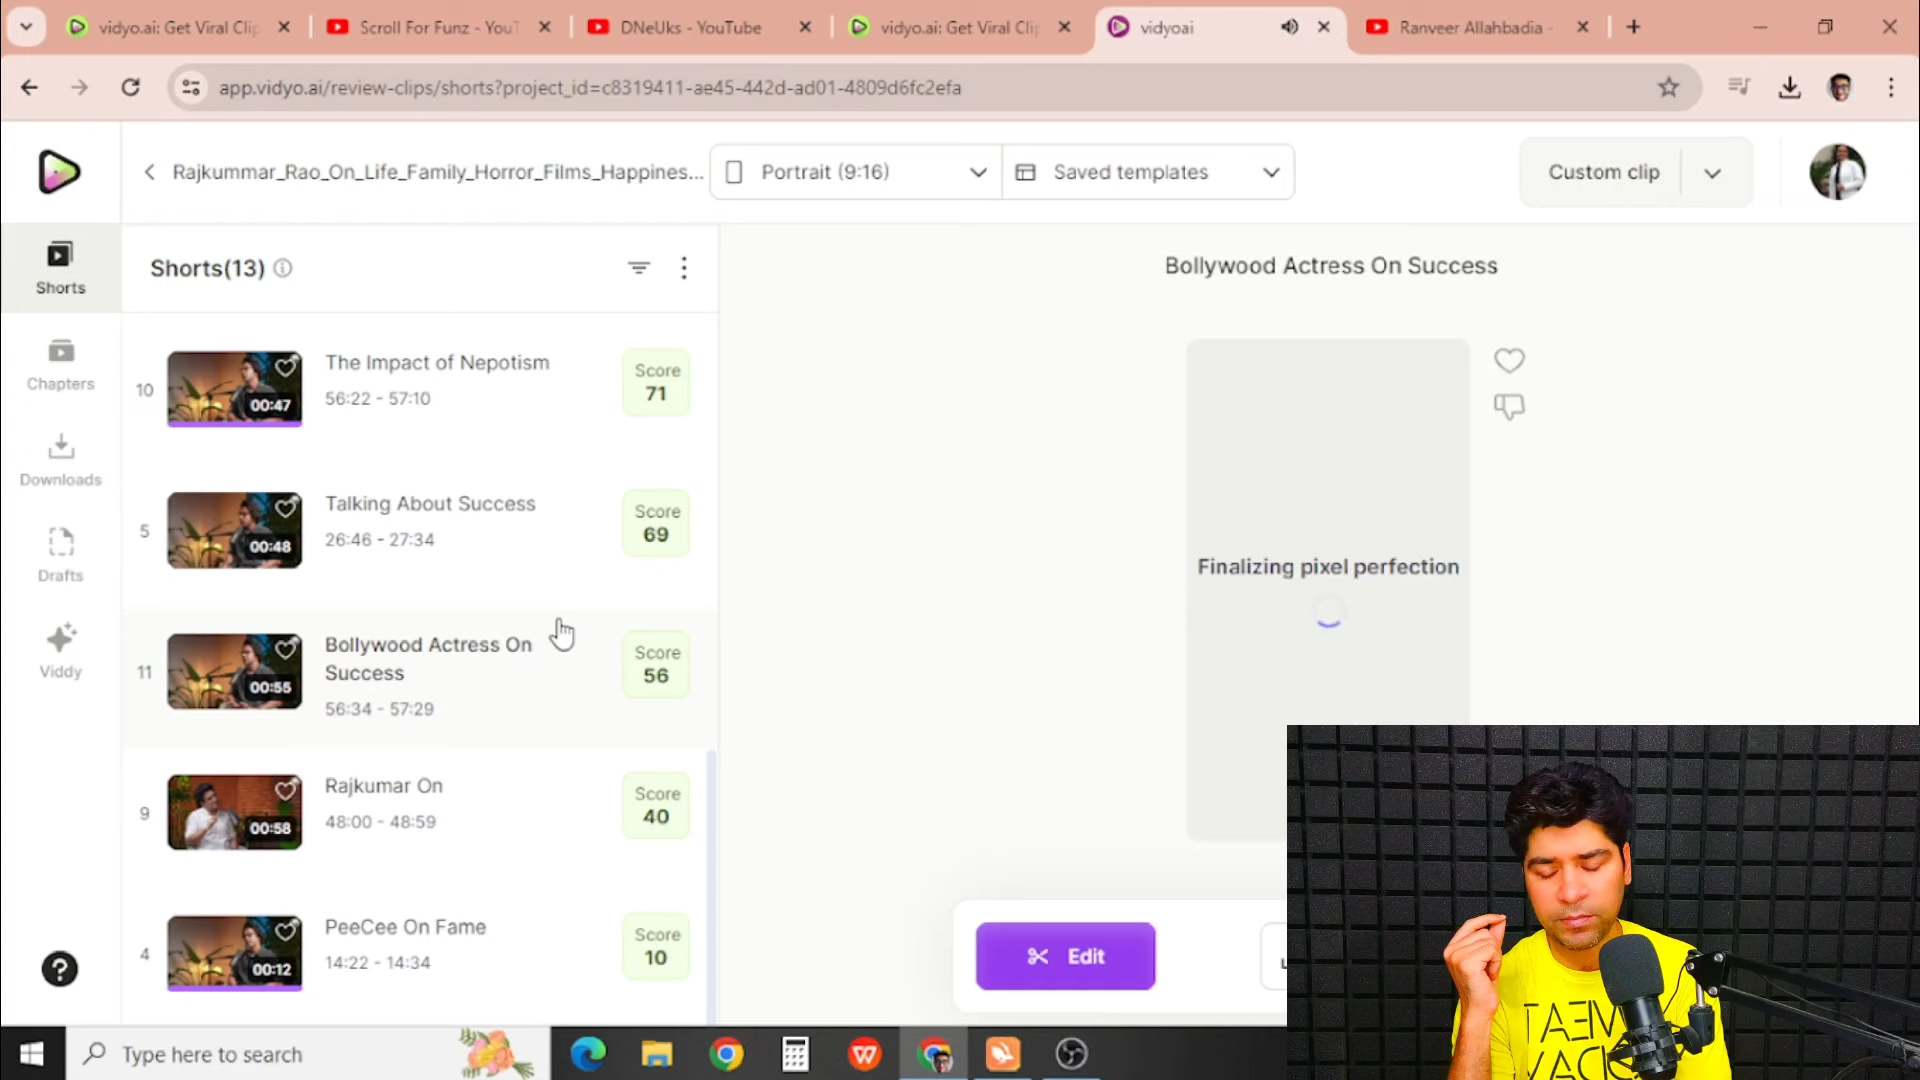 vidyo.ai: Get Viral Clip
Scroll For Funz - YouT
DNeUks - YouTube
vidyo.ai: Get Viral Clip
vidyoai
Ranveer Allahbadia -
app.vidyo.ai/review-clips/shorts?project_id=c8319411-ae45-442d-ad01-4809d6fc2efa
Rajkummar_Rao_On_Life_Family_Horror_Films_Happines...
Portrait (9:16)
Saved templates
Custom clip
Shorts
Chapters
Downloads
Drafts
Viddy
Shorts(13)
10
00:47
The Impact of Nepotism
56:22 - 57:10
Score
71
5
00:48
Talking About Success
26:46 - 27:34
Score
69
11
00:55
Bollywood Actress On
Success
56:34 - 57:29
Score
56
9
00:58
Rajkumar On
48:00 - 48:59
Score
40
4
00:12
PeeCee On Fame
14:22 - 14:34
Score
10
Bollywood Actress On Success
Finalizing pixel perfection
Edit
Type here to search